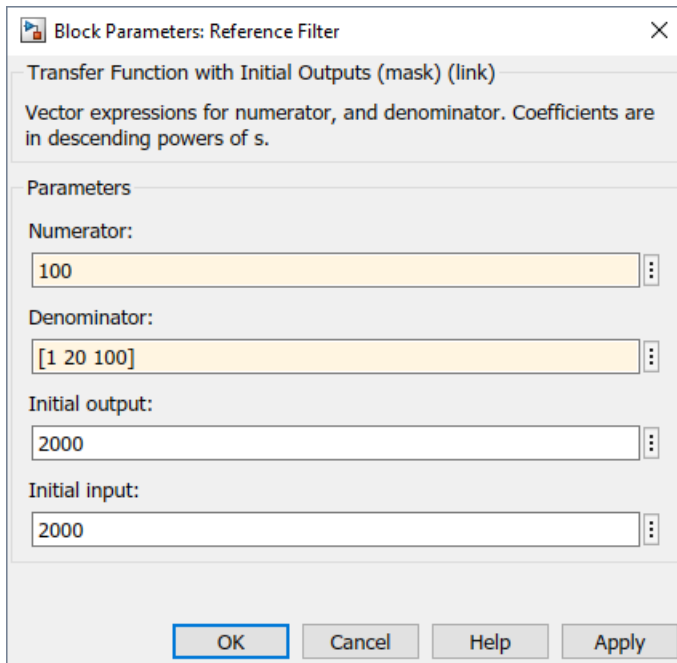 Block Parameters: Reference Filter
Transfer Function with Initial Outputs (mask) (link)
Vector expressions for numerator, and denominator. Coefficients are
in descending powers of s.
Parameters
Numerator:
100
Denominator:
[1 20 100]
Initial output:
2000
Initial input:
2000
OK Cancel Help Apply